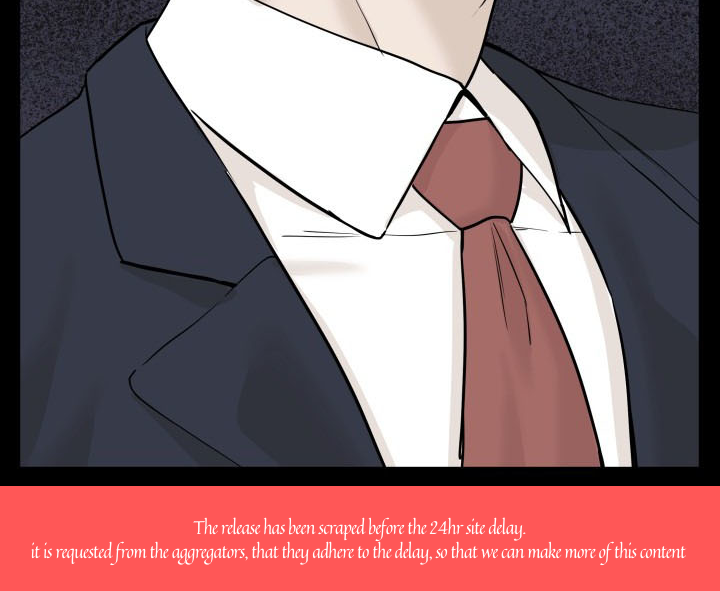 The release has been scraped before the 24hr site delay.
it is requested from the aggregators, that they adhere to the delay, so that we can make more of this content